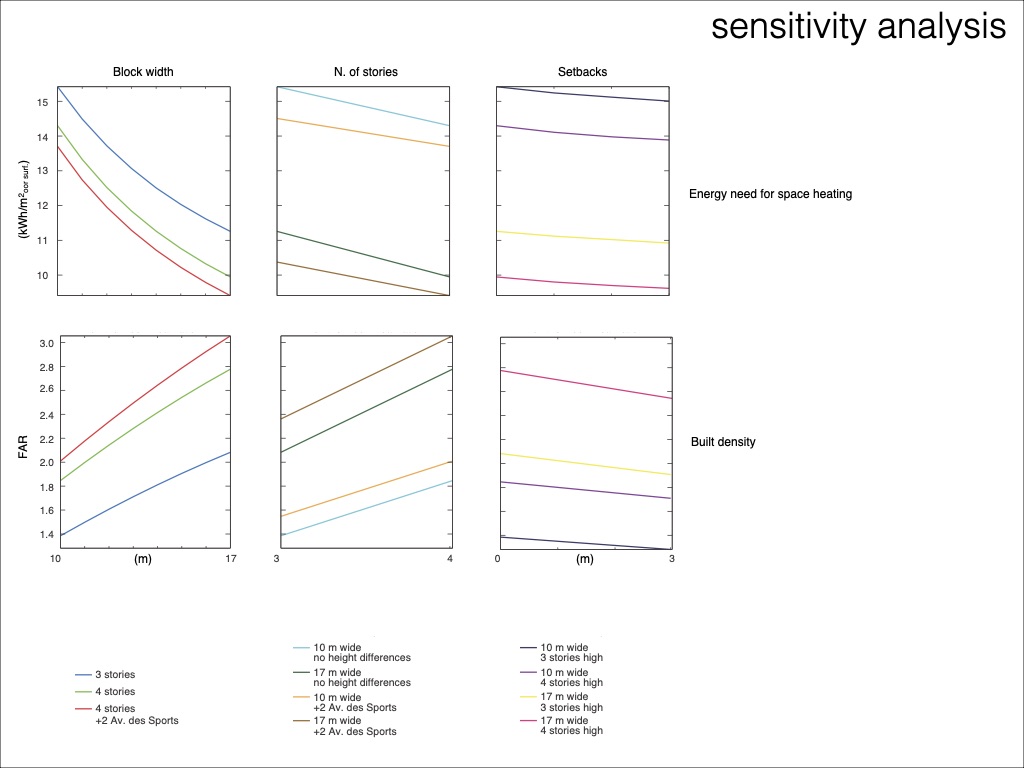 sensitivity analysis
Block width
N. of stories
Setbacks
15
14
13
12
11
10
(kWh/m² oor surf.)
Energy need for space heating
3.0
2.8
2.6
2.4
2.2
2.0
1.8
1.6
1.4
FAR
Built density
10 (m) 17
3 4
0 (m) 3
3 stories
4 stories
4 stories
+2 Av. des Sports
10 m wide
no height differences
17 m wide
no height differences
10 m wide
+2 Av. des Sports
17 m wide
+2 Av. des Sports
10 m wide
3 stories high
10 m wide
4 stories high
17 m wide
3 stories high
17 m wide
4 stories high